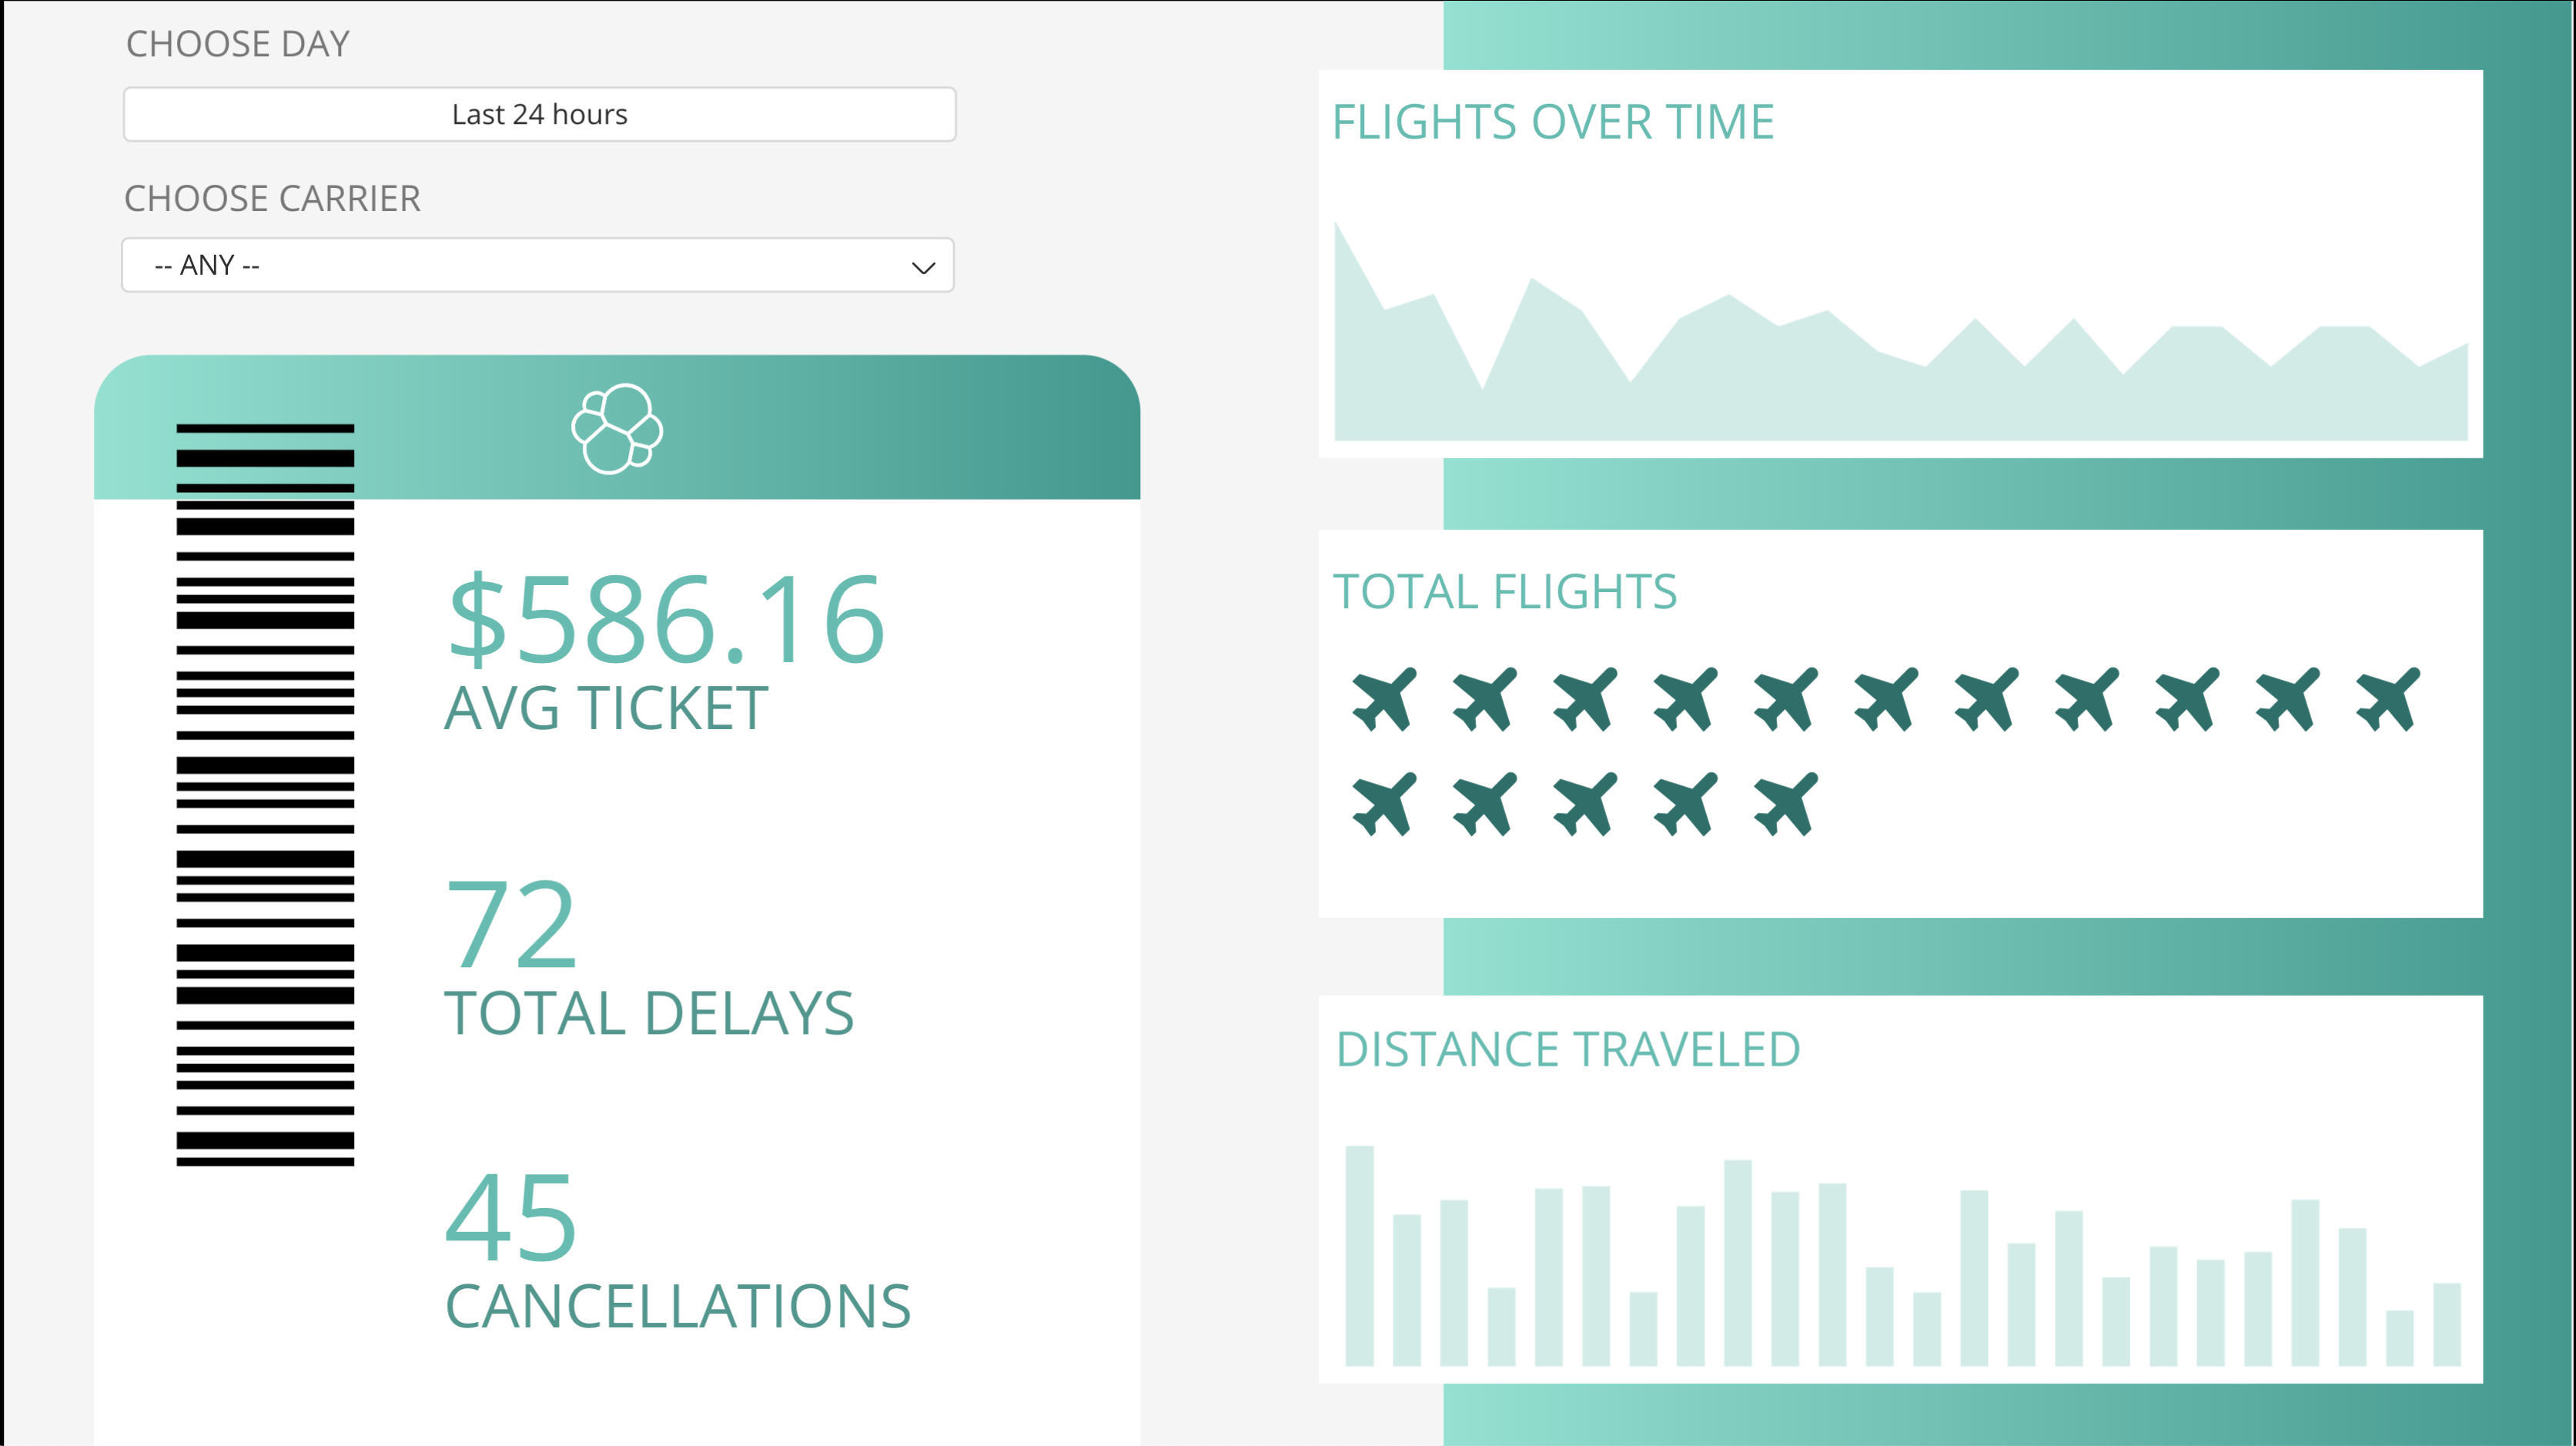 CHOOSE DAY
Last 24 hours
CHOOSE CARRIER
-- ANY --
$586.16
AVG TICKET
72
TOTAL DELAYS
45
CANCELLATIONS
FLIGHTS OVER TIME
TOTAL FLIGHTS
DISTANCE TRAVELED